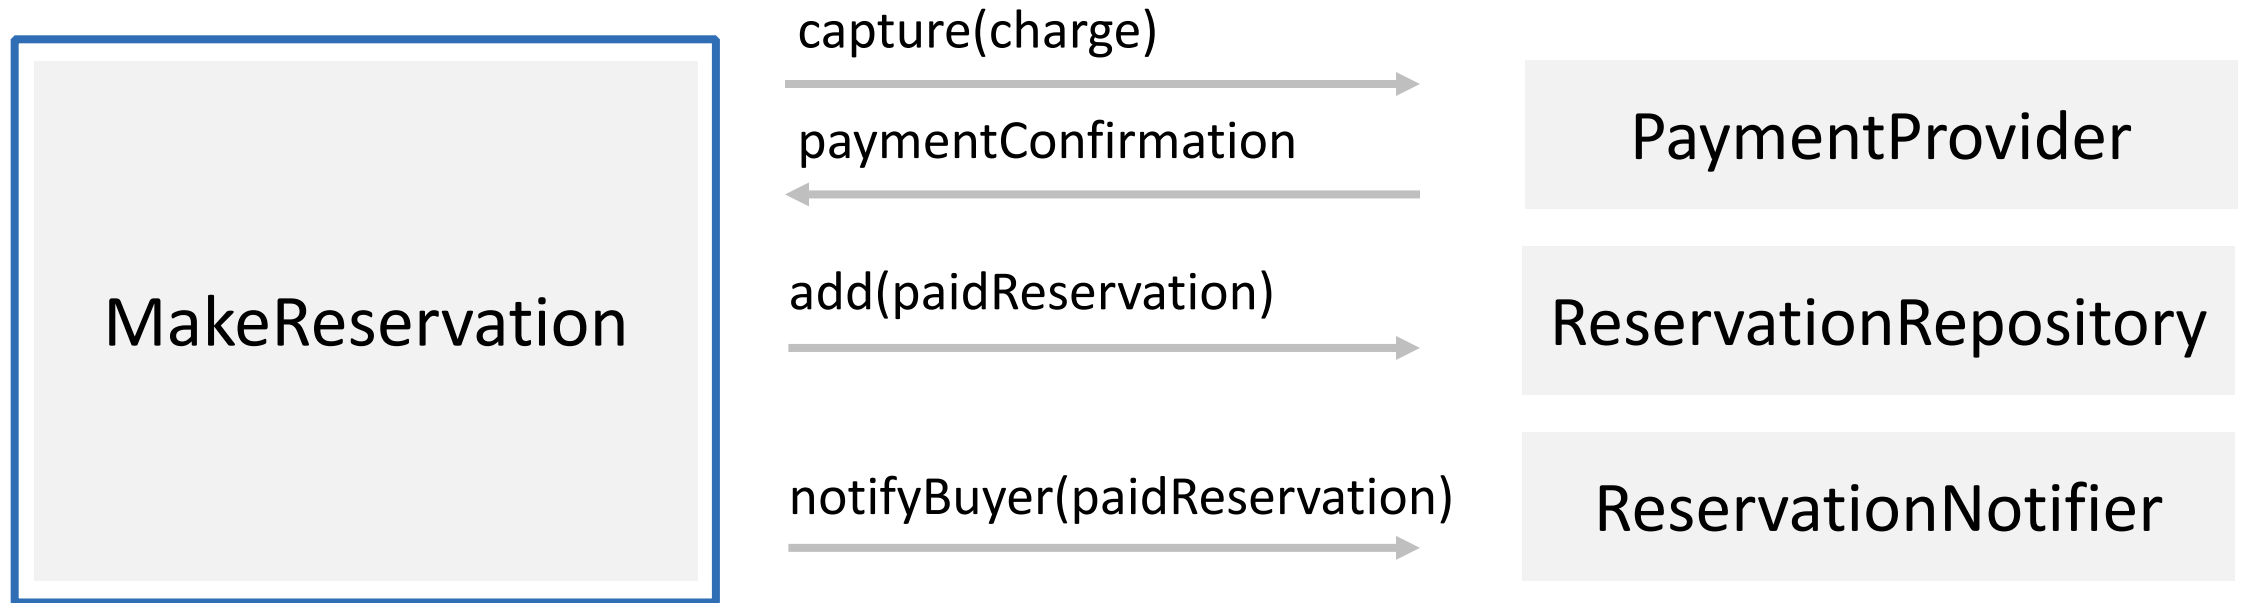 capture(charge)
paymentConfirmation
PaymentProvider
MakeReservation
add(paidReservation)
ReservationRepository
notifyBuyer(paidReservation)
ReservationNotifier